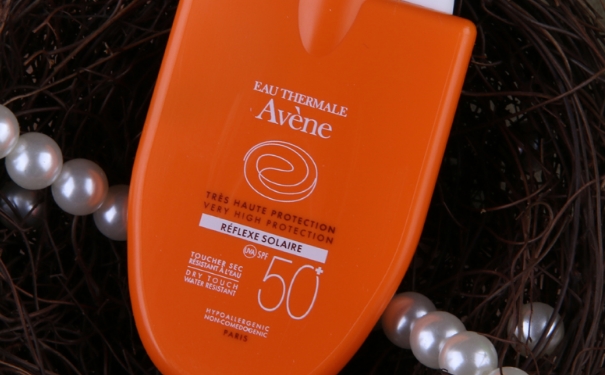 EAU THERMALE
Avène
TRÈS HAUTE PROTECTION
VERY HIGH PROTECTION
RÉFLEXE SOLAIRE
UVA SPF
50+
TOUCHER SEC
RÉSISTANT À L'EAU
DRY TOUCH
WATER RESISTANT
HYPOALLERGENIC
NON-COMEDOGENIC
PARIS